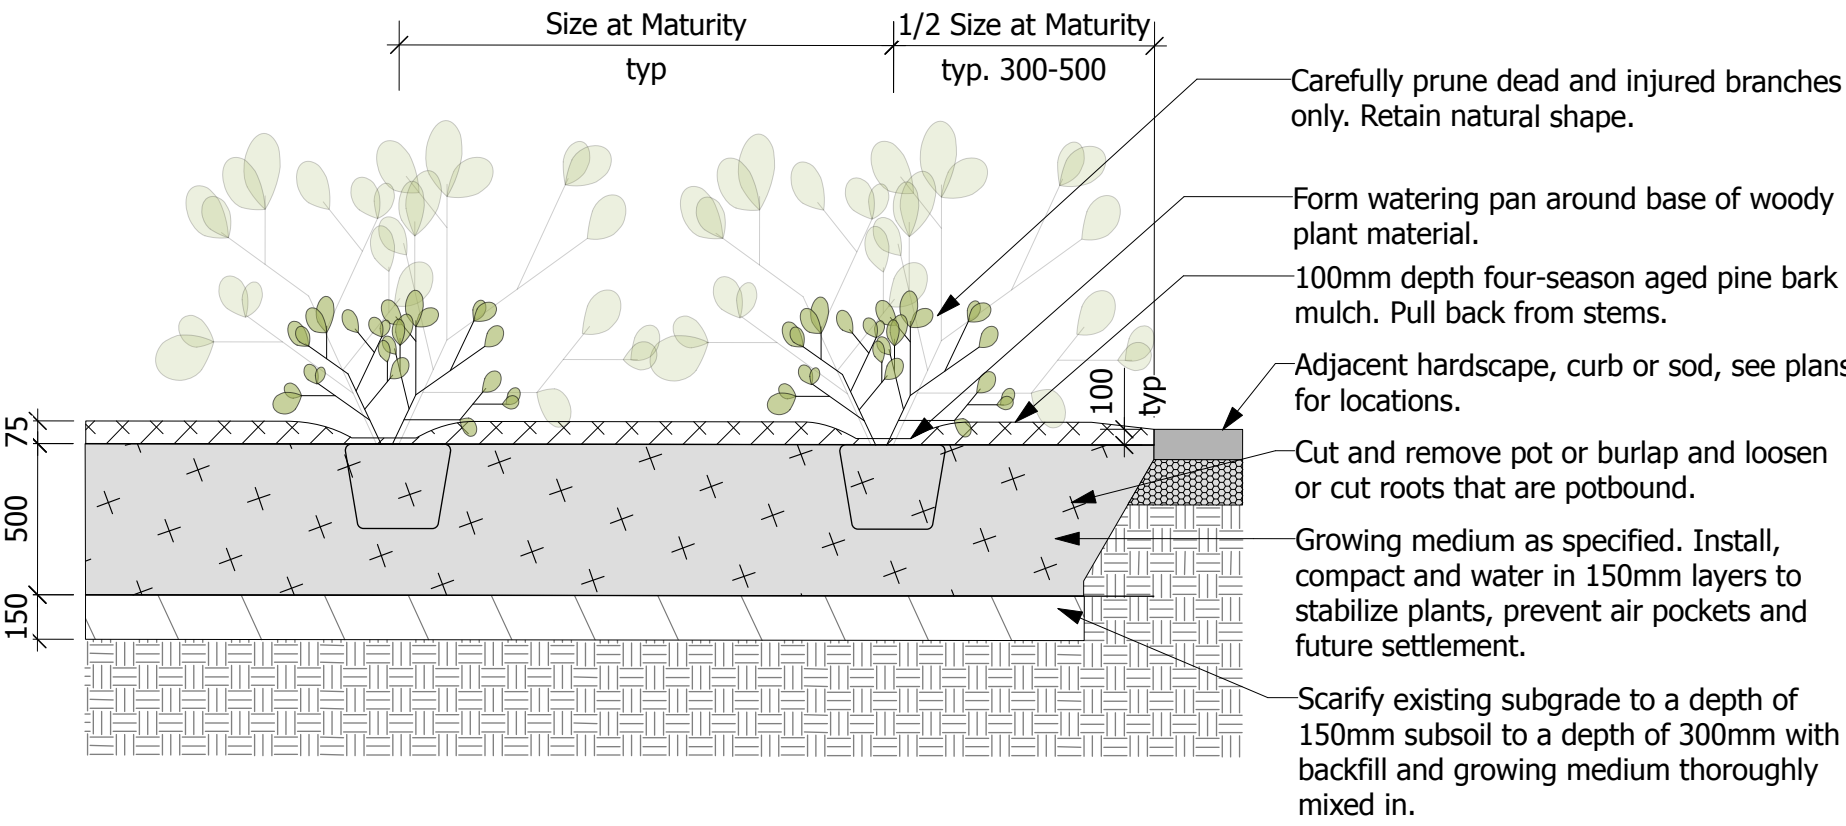 Size at Maturity
typ
1/2 Size at Maturity
typ. 300-500
Carefully prune dead and injured branches
only. Retain natural shape.
Form watering pan around base of woody
plant material.
100mm depth four-season aged pine bark
mulch. Pull back from stems.
Adjacent hardscape, curb or sod, see plans
for locations.
Cut and remove pot or burlap and loosen
or cut roots that are potbound.
Growing medium as specified. Install,
compact and water in 150mm layers to
stabilize plants, prevent air pockets and
future settlement.
Scarify existing subgrade to a depth of
150mm subsoil to a depth of 300mm with
backfill and growing medium thoroughly
mixed in.
100
typ
75
500
150